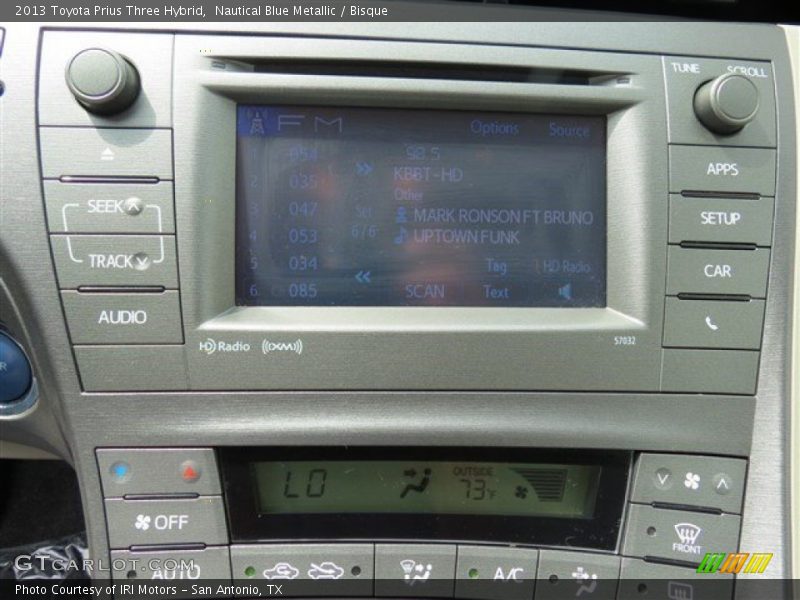 2013 Toyota Prius Three Hybrid, Nautical Blue Metallic / Bisque
TUNE SCROLL
FM Options Source
1 054 98.5
2 035 KBBT-HD
Other
3 047 Set MARK RONSON FT BRUNO
4 053 6/6 UPTOWN FUNK
5 034 Tag HD Radio
6 085 SCAN Text
SEEK
TRACK
AUDIO
APPS
SETUP
CAR
HD Radio ((XM)) 57032
LO OUTSIDE 73°F
OFF
FRONT
AUTO A/C
GTCARLOT.COM
Photo Courtesy of IRI Motors – San Antonio, TX